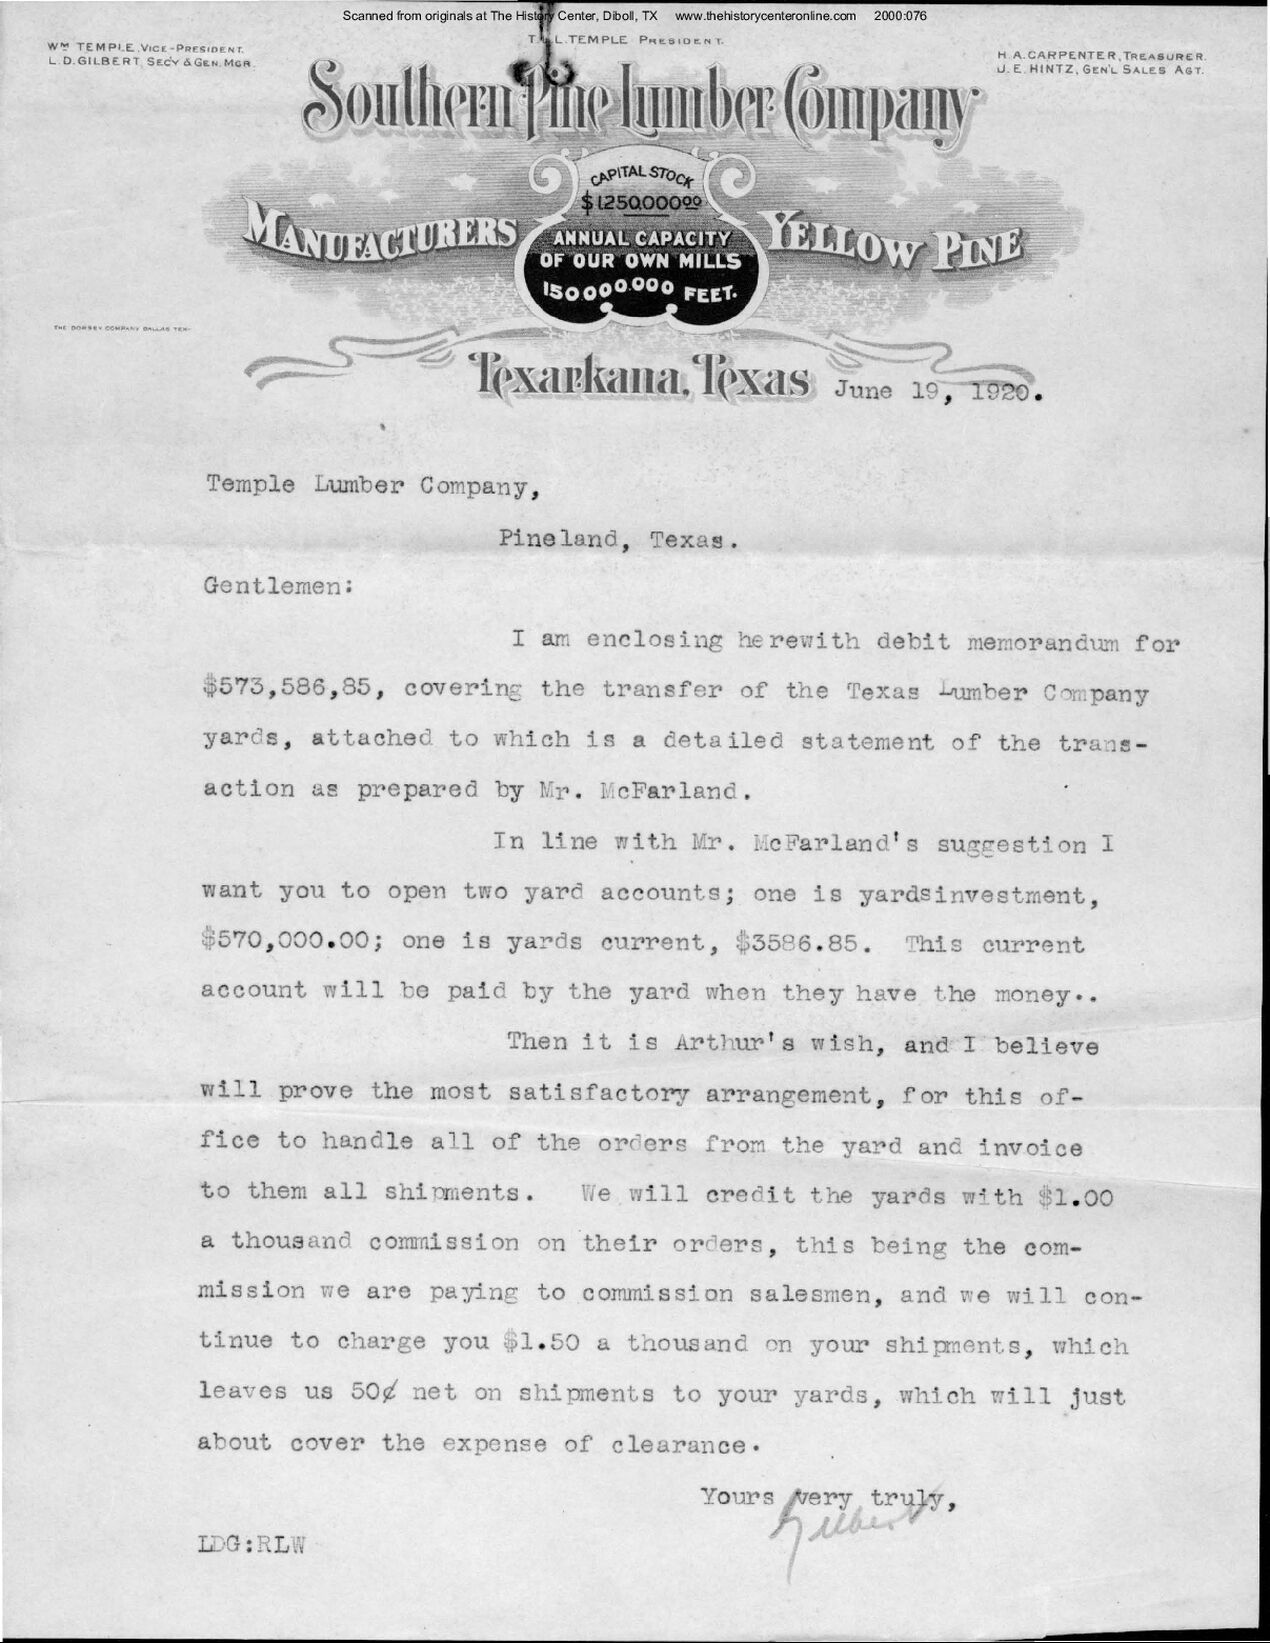 Scanned from originals at The History Center, Diboll, TX www.thehistorycenteronline.com 2000:076
T. L. L. TEMPLE PRESIDENT.
WM TEMPLE, VICE-PRESIDENT.
L. D. GILBERT, SEC'Y & GEN. MGR.
H. A. CARPENTER, TREASURER.
J. E. HINTZ, GEN'L SALES AGT.
Southern Pine Lumber Company
CAPITAL STOCK
$1,250,000.00
MANUFACTURERS
YELLOW PINE
ANNUAL CAPACITY
OF OUR OWN MILLS
150,000,000 FEET.
THE DORSEY COMPANY DALLAS TEX-
Texarkana, Texas June 19, 1920.
Temple Lumber Company,
Pineland, Texas.
Gentlemen:
I am enclosing herewith debit memorandum for
$573,586,85, covering the transfer of the Texas Lumber Company
yards, attached to which is a detailed statement of the trans-
action as prepared by Mr. McFarland.
In line with Mr. McFarland's suggestion I
want you to open two yard accounts; one is yardsinvestment,
$570,000.00; one is yards current, $3586.85. This current
account will be paid by the yard when they have the money..
Then it is Arthur's wish, and I believe
will prove the most satisfactory arrangement, for this of-
fice to handle all of the orders from the yard and invoice
to them all shipments. We will credit the yards with $1.00
a thousand commission on their orders, this being the com-
mission we are paying to commission salesmen, and we will con-
tinue to charge you $1.50 a thousand on your shipments, which
leaves us 50¢ net on shipments to your yards, which will just
about cover the expense of clearance.
Yours very truly,
Gilbert
LDG:RLW